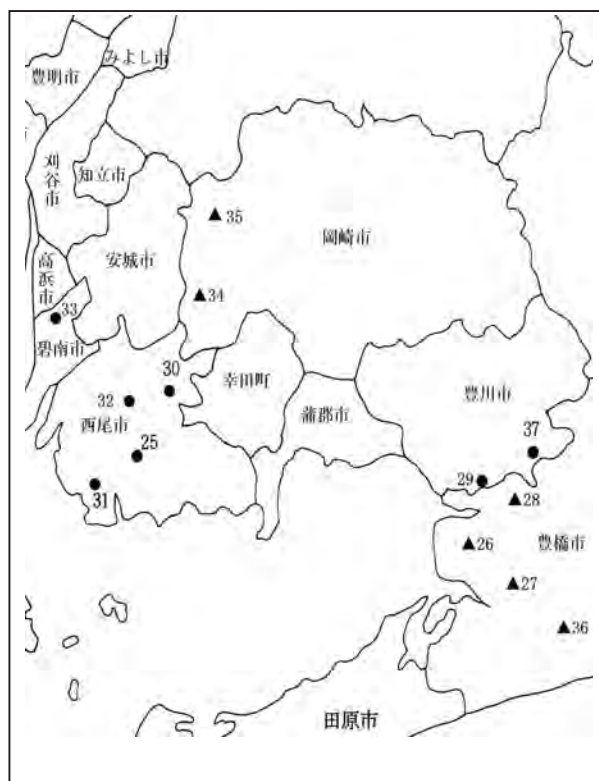 みよし市
豊明市
刈谷市
知立市
35
岡崎市
安城市
高浜市
34
33
碧南市
30
幸田町
豊川市
32
蒲郡市
西尾市
25
37
29
31
28
26
豊橋市
27
36
田原市